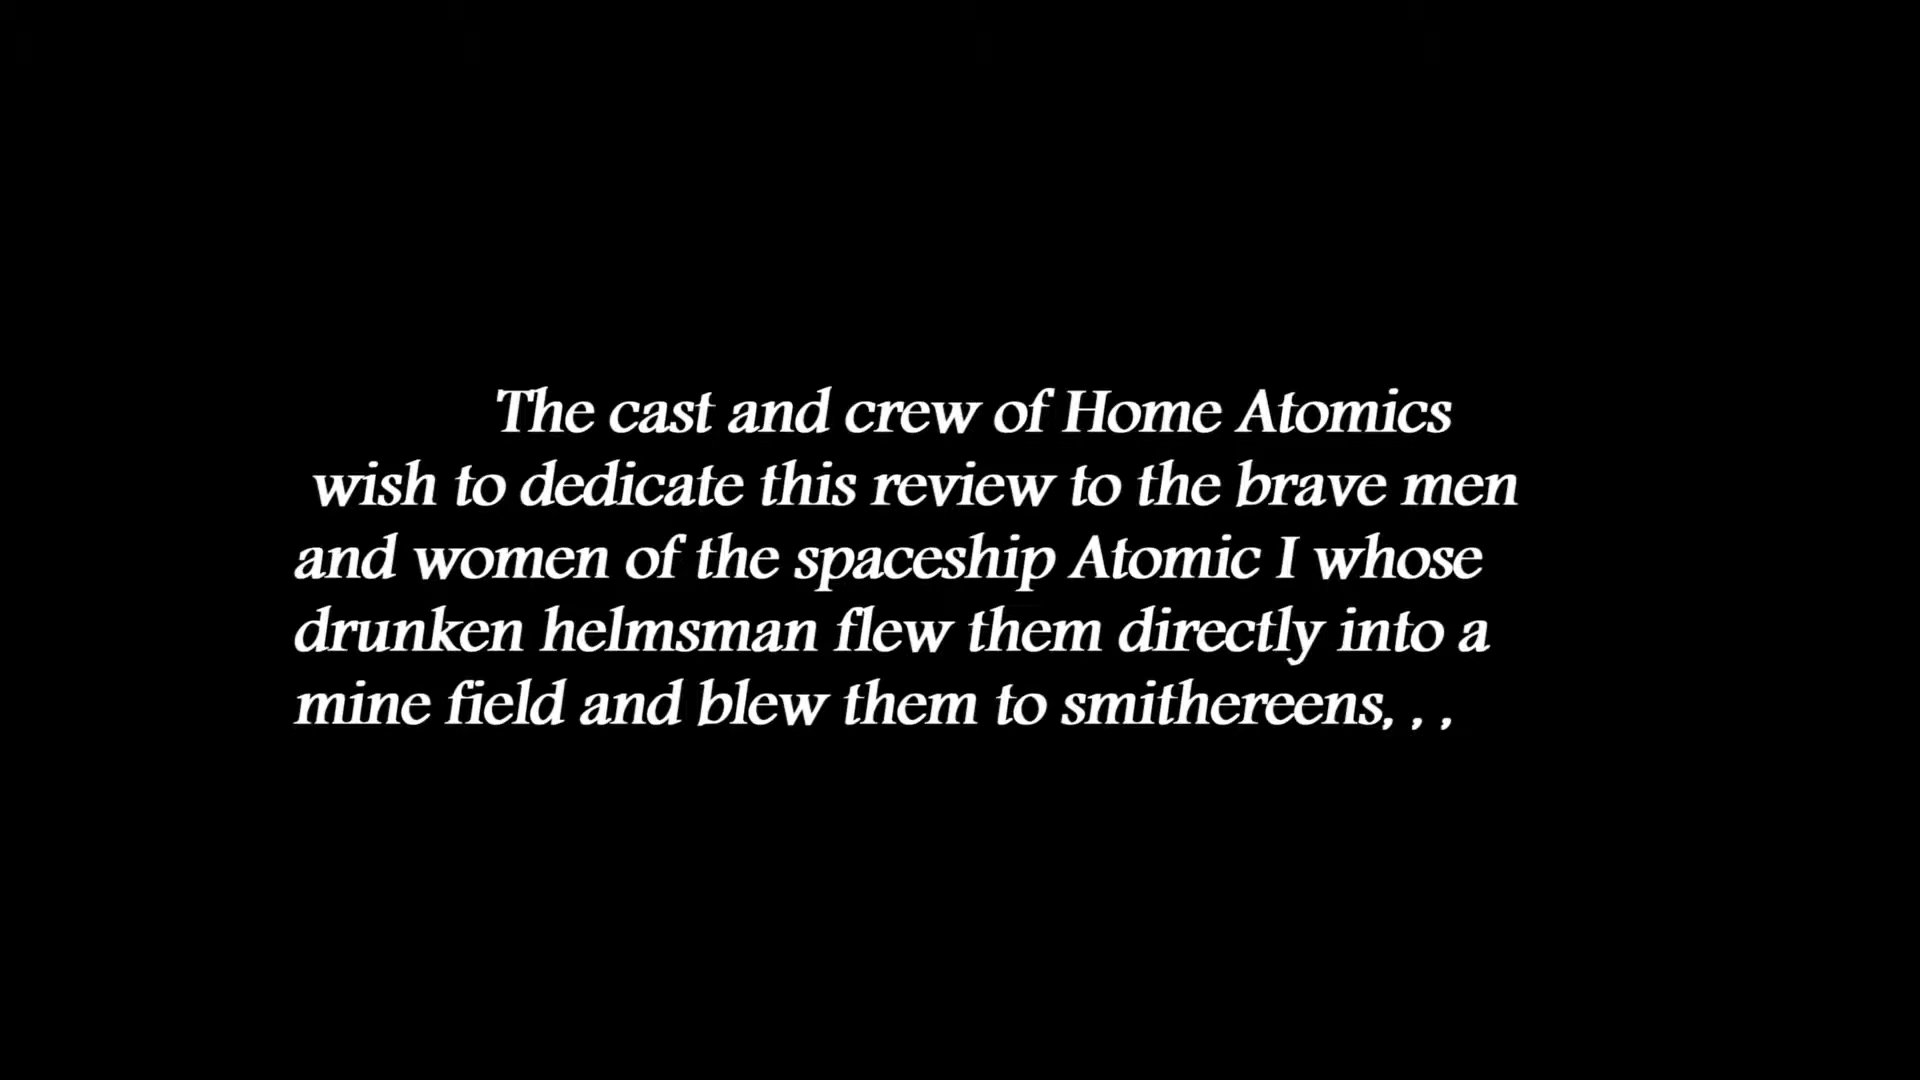 The cast and crew of Home Atomics
wish to dedicate this review to the brave men
and women of the spaceship Atomic I whose
drunken helmsman flew them directly into a
mine field and blew them to smithereens, , ,